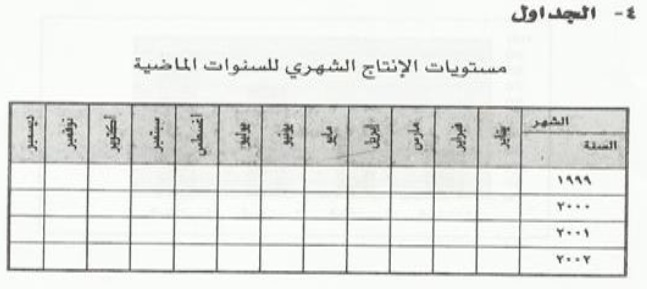 ٤- الجداول
مستويات الإنتاج الشهري للسنوات الماضية
الشهر
السنة
يناير
فبراير
مارس
إبريل
مايو
يونيو
يوليو
أغسطس
سبتمبر
أكتوبر
نوفمبر
ديسمبر
١٩٩٩
٢٠٠٠
٢٠٠١
٢٠٠٢